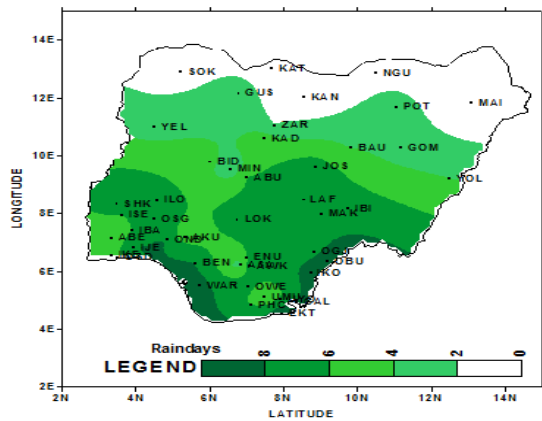 14E
12E
10E
8E
6E
4E
2E
LONGITUDE
SOK
KAT
NGU
GUS
KAN
POT
MAI
YEL
ZAR
KAD
BAU
GOM
BID
MIN
JOS
ABU
YOL
SHK
ILO
LAF
ISE
OSG
LOK
MAK
IBI
IBA
ABE
AKU
IJE
OND
ENU
OGJ
BEN
AWK
OBU
IKO
WAR
OWE
UMU
CAL
PHC
EKT
Raindays
LEGEND
8
6
4
2
0
2N
4N
6N
8N
10N
12N
14N
LATITUDE